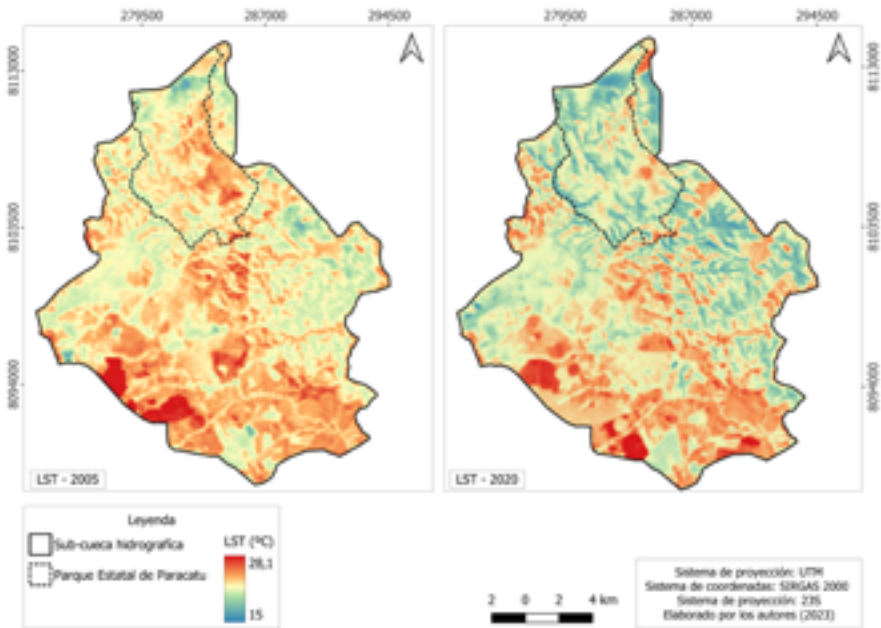 279500 287000 294500
279500 287000 294500
8113000
8103500
8094000
8113000
8103500
8094000
LST - 2005
LST - 2020
Leyenda
Sub-cueca hidrografica
Parque Estatal de Paracatu
LST (ºC)
28,1
15
2 0 2 4 km
Sistema de proyección: UTM
Sistema de coordenadas: SIRGAS 2000
Sistema de proyección: 23S
Elaborado por los autores (2023)